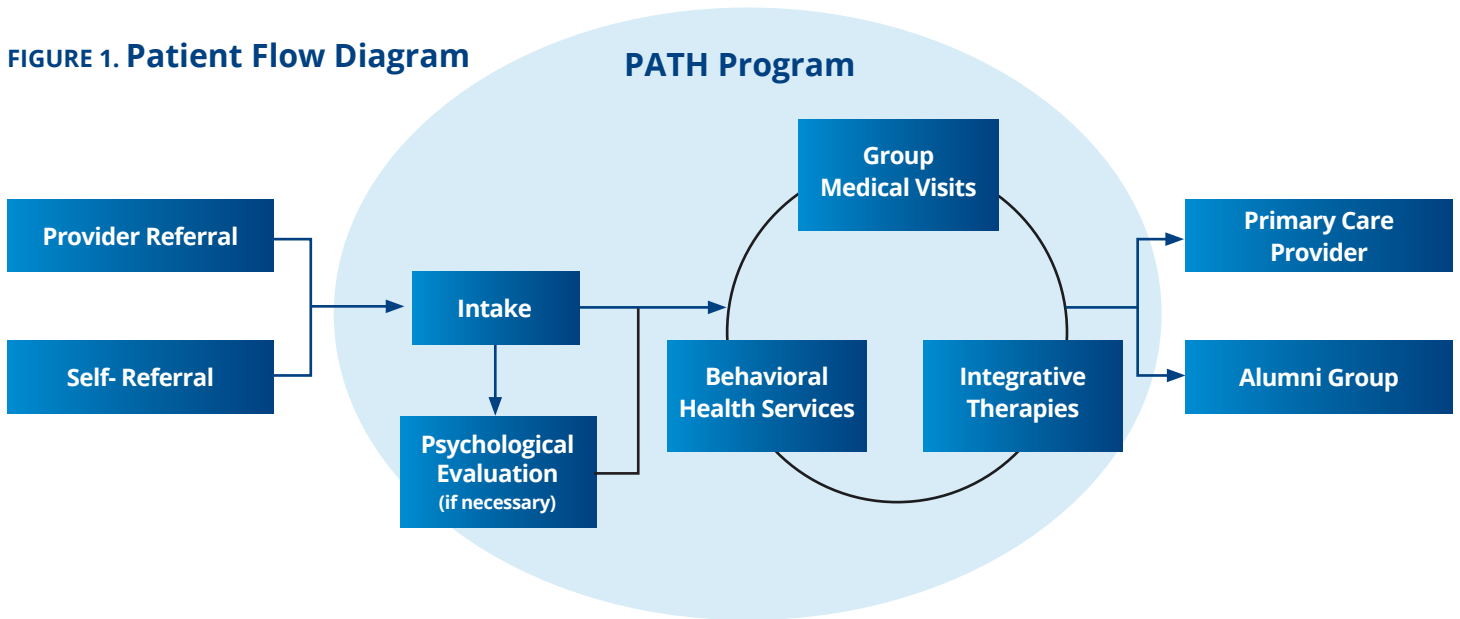 FIGURE 1. Patient Flow Diagram
PATH Program
Provider Referral
Self- Referral
Intake
Psychological
Evaluation
(if necessary)
Group
Medical Visits
Behavioral
Health Services
Integrative
Therapies
Primary Care
Provider
Alumni Group